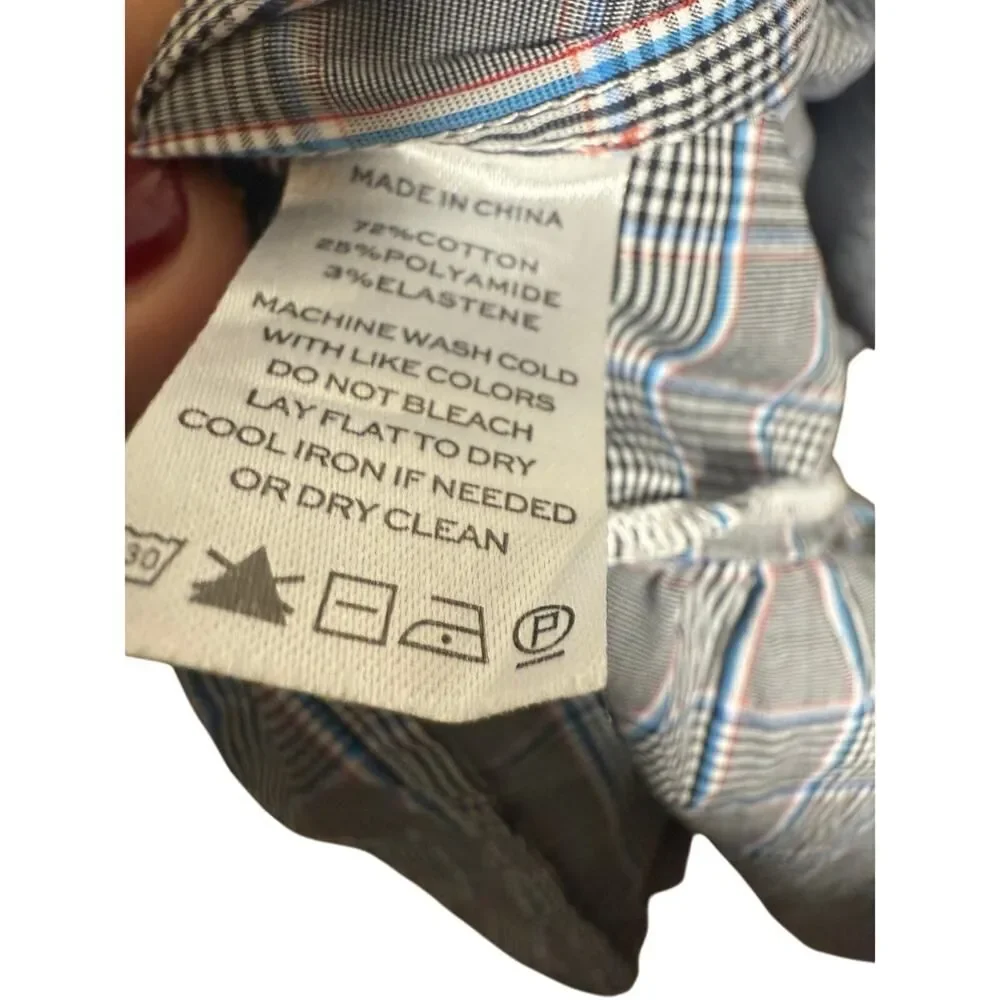 MADE IN CHINA
72%COTTON
25%POLYAMIDE
3%ELASTENE
MACHINE WASH COLD
WITH LIKE COLORS
DO NOT BLEACH
LAY FLAT TO DRY
COOL IRON IF NEEDED
OR DRY CLEAN
30 P